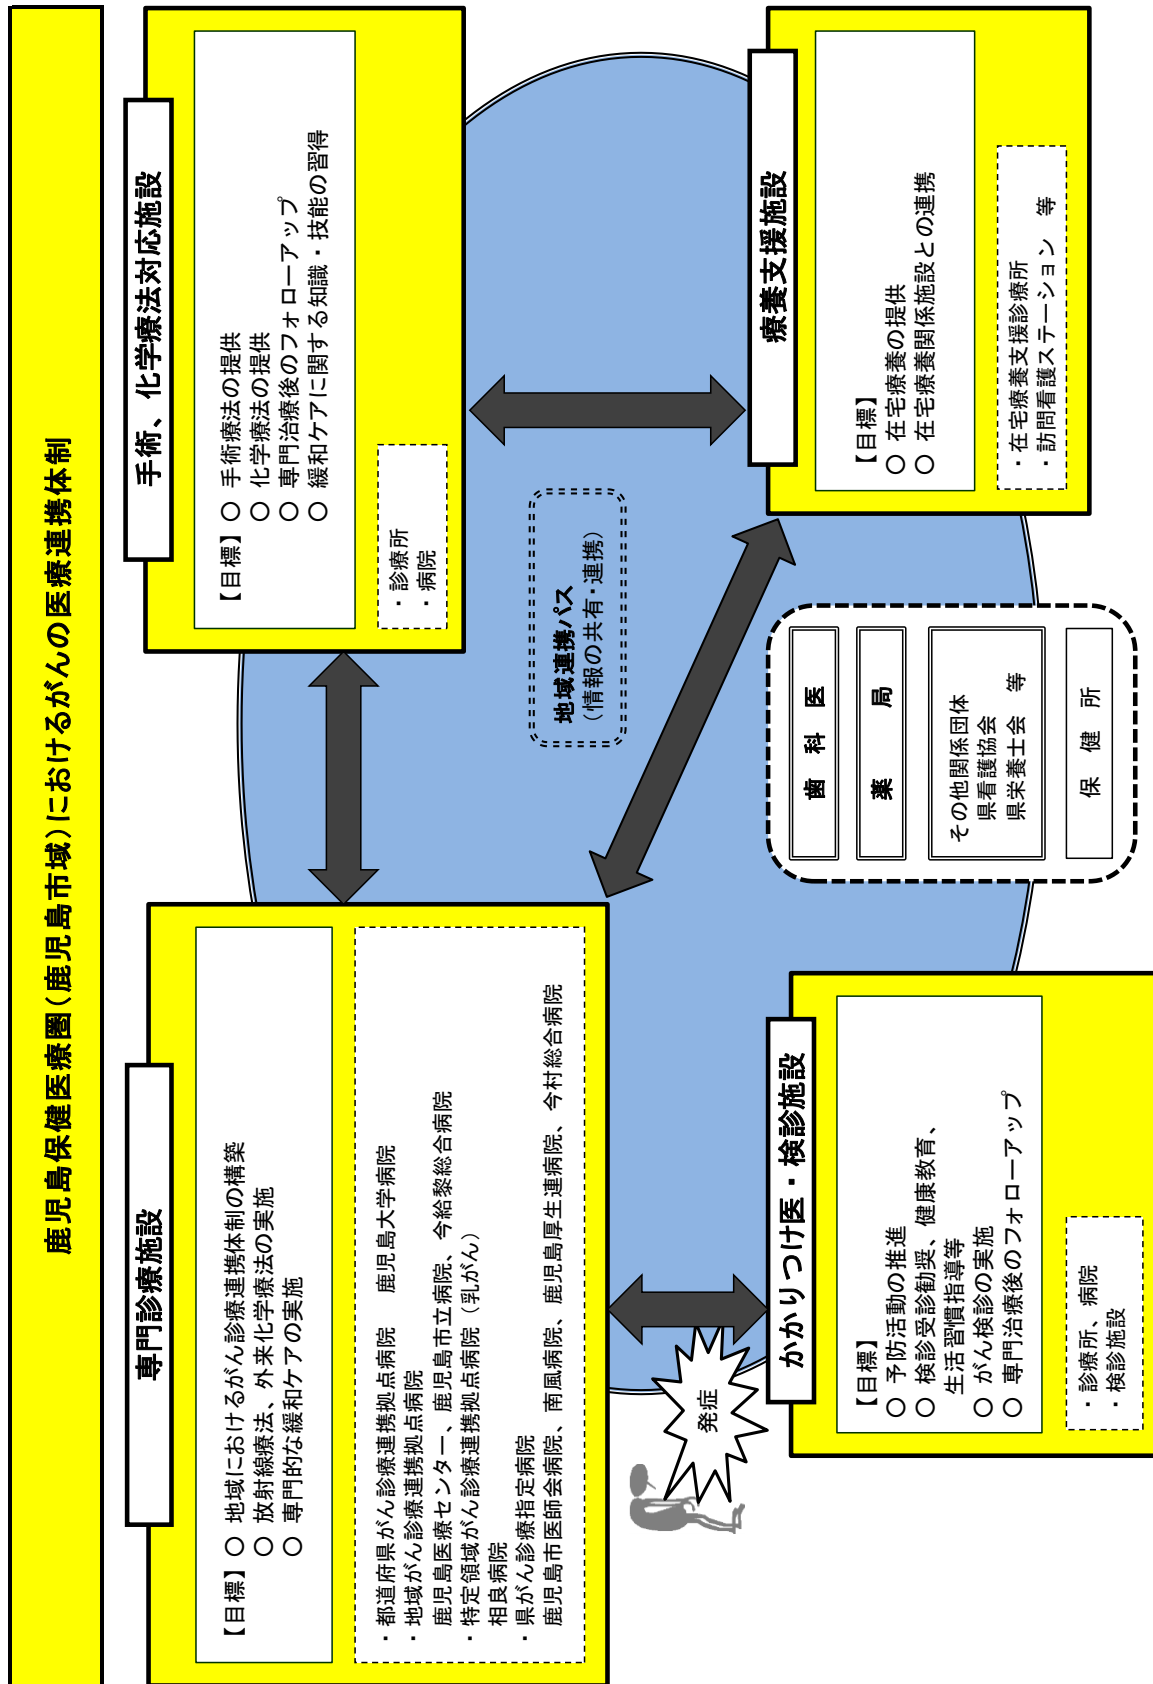 鹿児島保健医療圏(鹿児島市域)におけるがんの医療連携体制
専門診療施設
【目標】○ 地域におけるがん診療連携体制の構築
○ 放射線療法、外来化学療法の実施
○ 専門的な緩和ケアの実施
・都道府県がん診療連携拠点病院　鹿児島大学病院
・地域がん診療連携拠点病院
鹿児島医療センター、鹿児島市立病院、今給黎総合病院
・特定領域がん診療連携拠点病院(乳がん)
相良病院
・県がん診療指定病院
鹿児島市医師会病院、南風病院、鹿児島厚生連病院、今村総合病院
手術、化学療法対応施設
【目標】○ 手術療法の提供
○ 化学療法の提供
○ 専門治療後のフォローアップ
○ 緩和ケアに関する知識・技能の習得
・診療所
・病院
地域連携パス
(情報の共有・連携)
発症
かかりつけ医・検診施設
【目標】
○ 予防活動の推進
○ 検診受診勧奨、健康教育、
生活習慣指導等
○ がん検診の実施
○ 専門治療後のフォローアップ
・診療所、病院
・検診施設
歯 科 医
薬　　局
その他関係団体
県看護協会
県栄養士会　等
保 健 所
療養支援施設
【目標】
○ 在宅療養の提供
○ 在宅療養関係施設との連携
・在宅療養支援診療所
・訪問看護ステーション　等